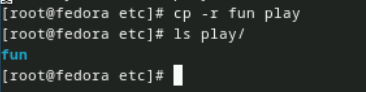 [root@fedora etc]# cp -r fun play
[root@fedora etc]# ls play/
fun
[root@fedora etc]#